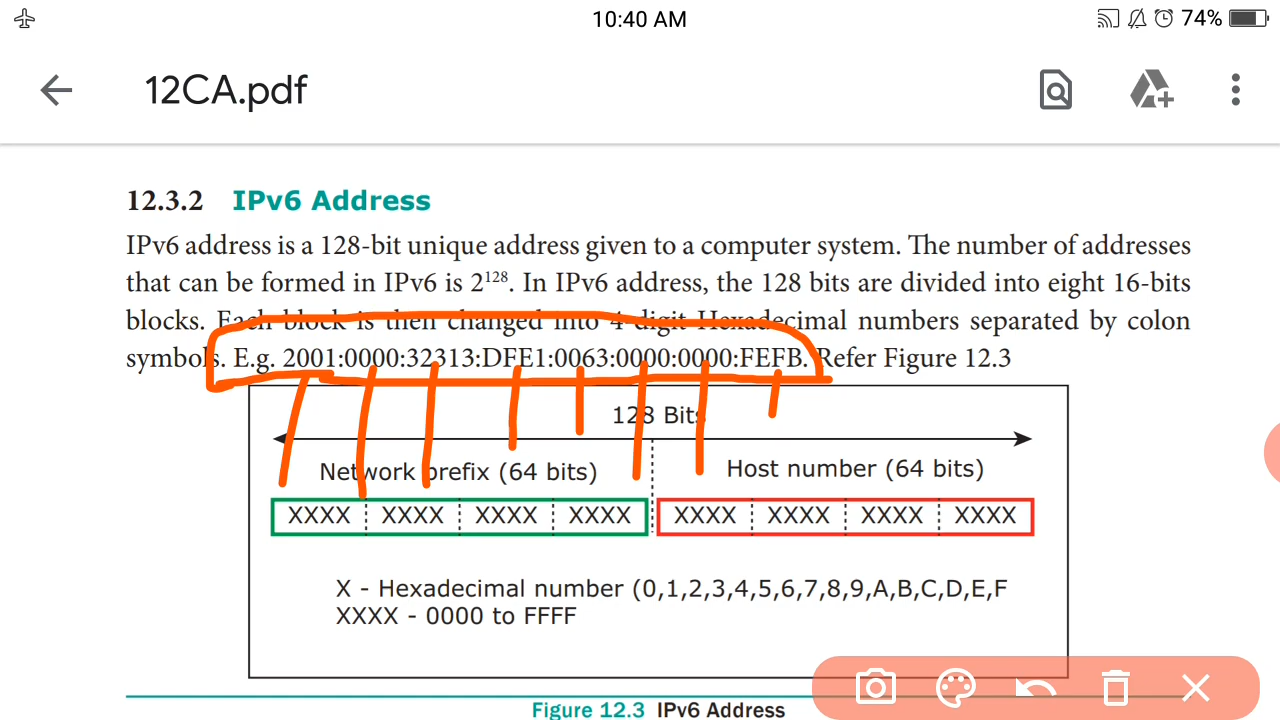 10:40 AM
74%
12CA.pdf
12.3.2 IPv6 Address
IPv6 address is a 128-bit unique address given to a computer system. The number of addresses
that can be formed in IPv6 is 2¹²⁸. In IPv6 address, the 128 bits are divided into eight 16-bits
blocks. Each block is then changed into 4-digit Hexadecimal numbers separated by colon
symbols. E.g. 2001:0000:32313:DFE1:0063:0000:0000:FEFB. Refer Figure 12.3
128 Bits
Network prefix (64 bits) Host number (64 bits)
XXXX XXXX XXXX XXXX XXXX XXXX XXXX XXXX
X - Hexadecimal number (0,1,2,3,4,5,6,7,8,9,A,B,C,D,E,F
XXXX - 0000 to FFFF
Figure 12.3 IPv6 Address